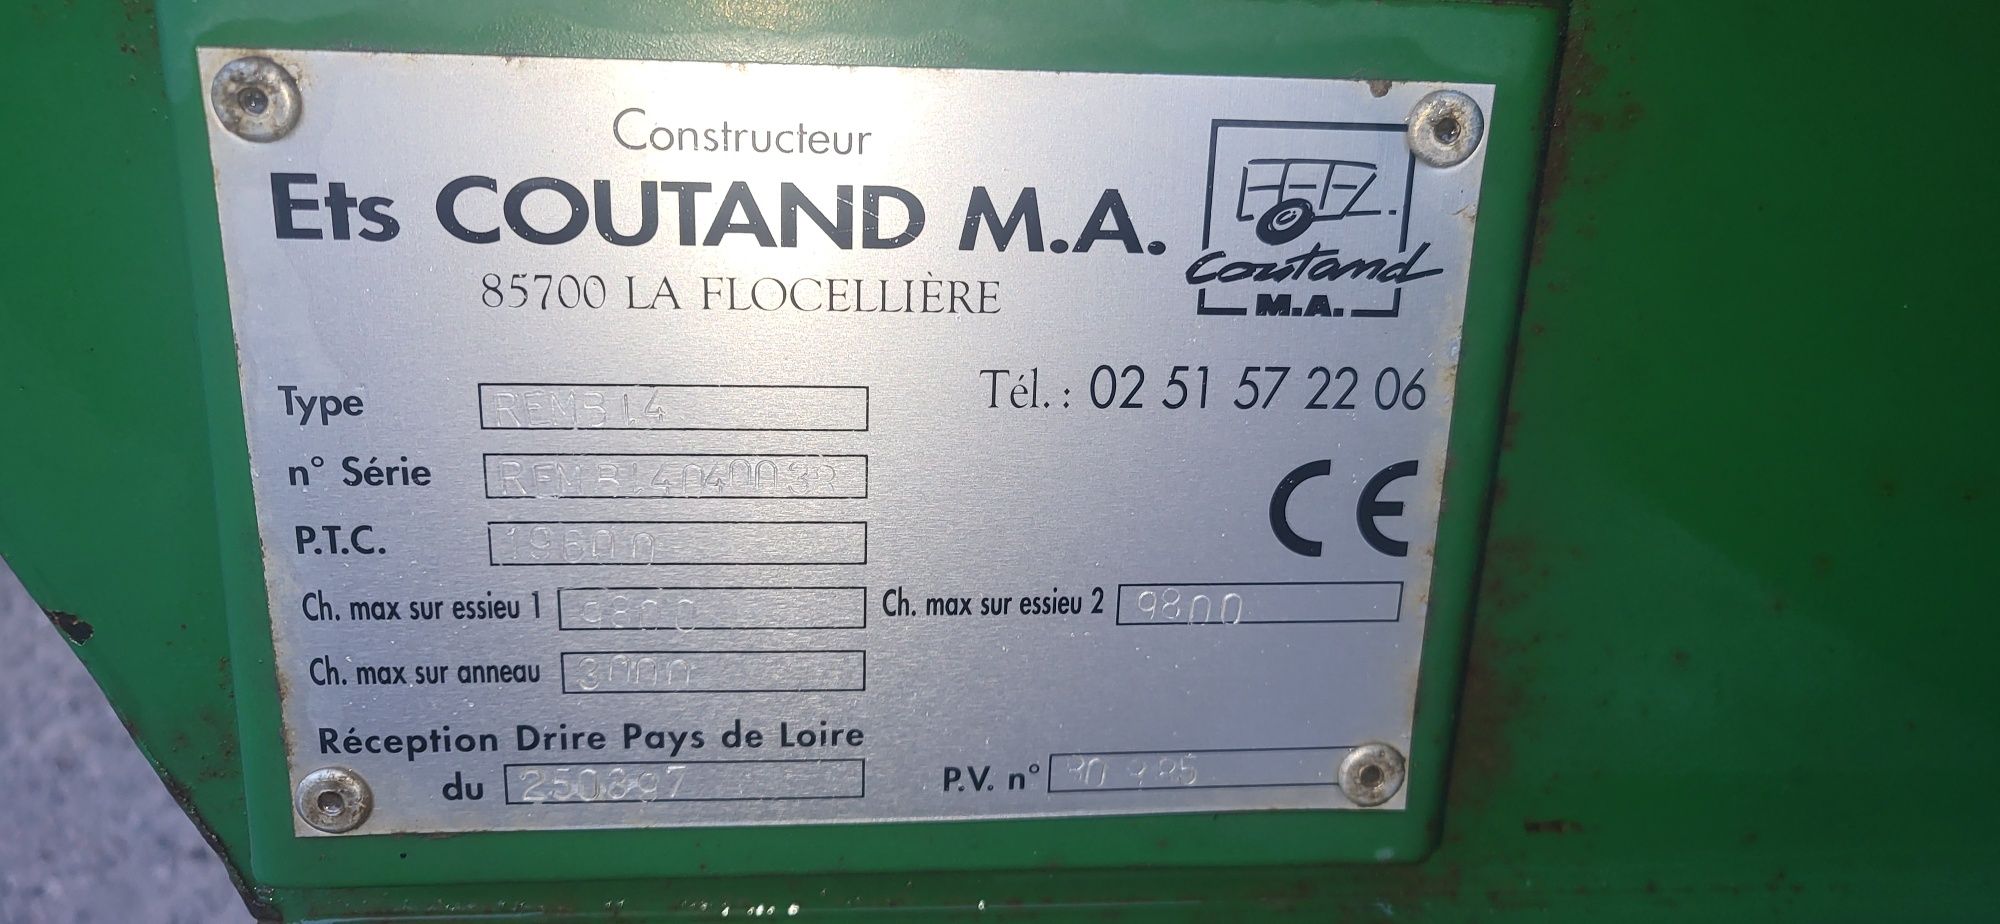 Constructeur
Ets COUTAND M.A.
85700 LA FLOCELLIÈRE
Coutand
M.A.
Tél. : 02 51 57 22 06
Type REMB14
n° Série
CE
P.T.C. 19600
Ch. max sur essieu 1 9800 Ch. max sur essieu 2 9800
Ch. max sur anneau 3000
Réception Drire Pays de Loire
du 250897 P.V. n°